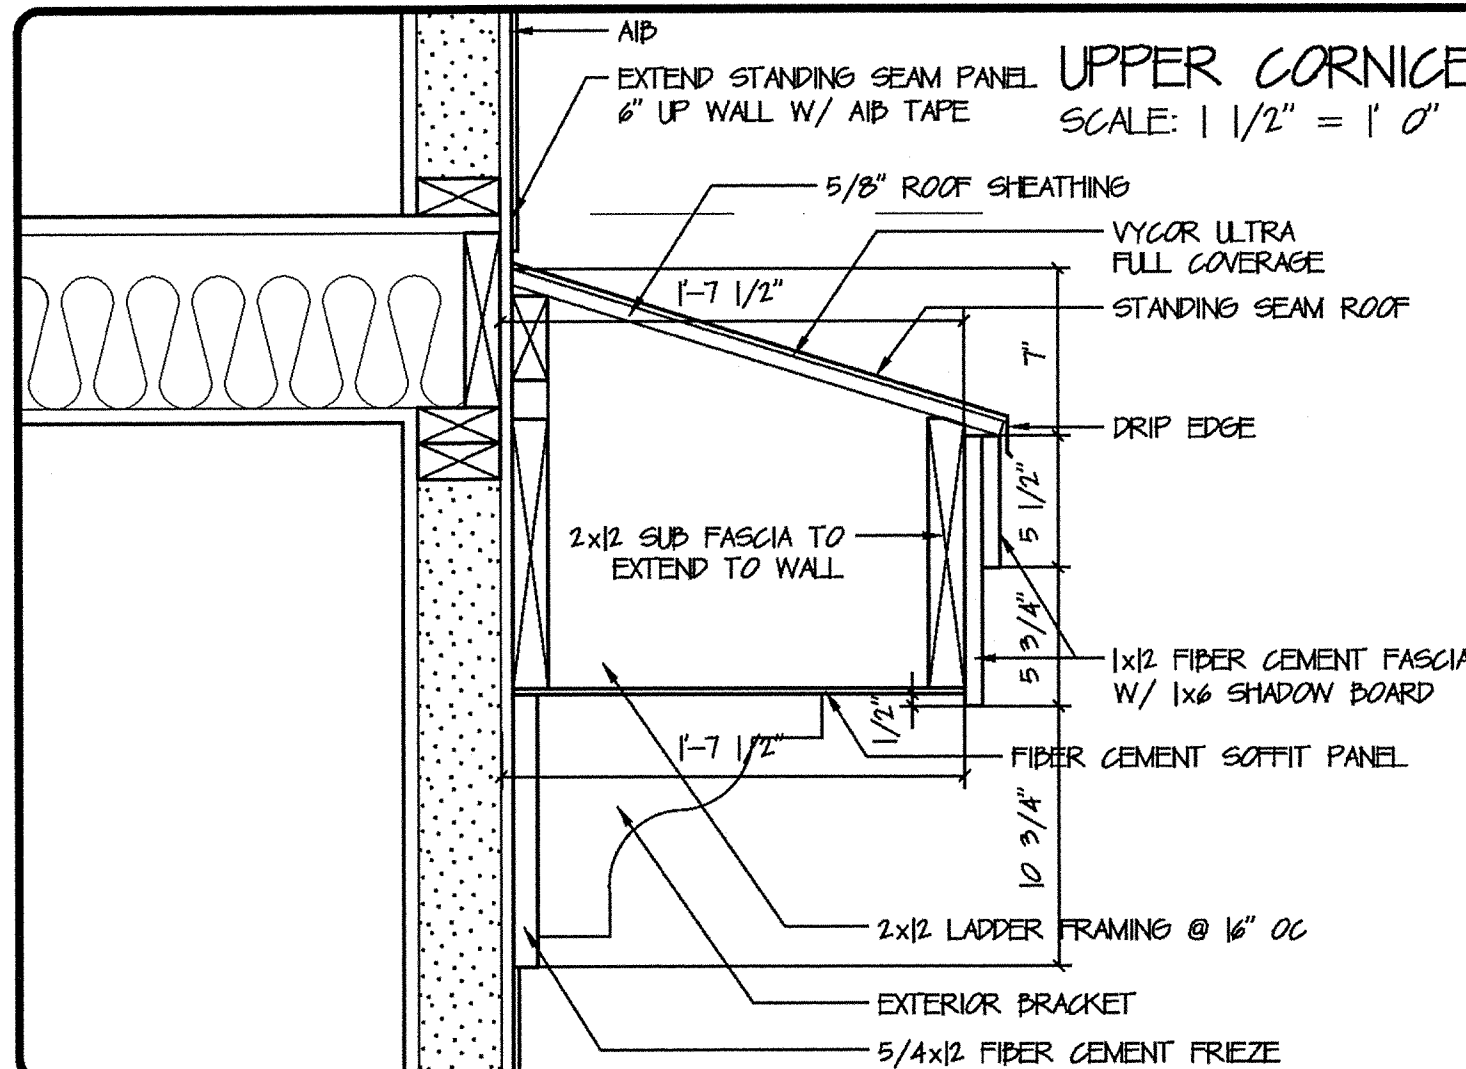 AIB
EXTEND STANDING SEAM PANEL
6" UP WALL W/ AIB TAPE
UPPER CORNICE
SCALE: 1 1/2" = 1' 0"
5/8" ROOF SHEATHING
VYCOR ULTRA
FULL COVERAGE
1'-7 1/2"
STANDING SEAM ROOF
7"
DRIP EDGE
5 1/2"
2x12 SUB FASCIA TO
EXTEND TO WALL
5 3/4"
1x12 FIBER CEMENT FASCIA
W/ 1x6 SHADOW BOARD
1/2"
1'-7 1/2"
FIBER CEMENT SOFFIT PANEL
10 3/4"
2x12 LADDER FRAMING @ 16" OC
EXTERIOR BRACKET
5/4x12 FIBER CEMENT FRIEZE